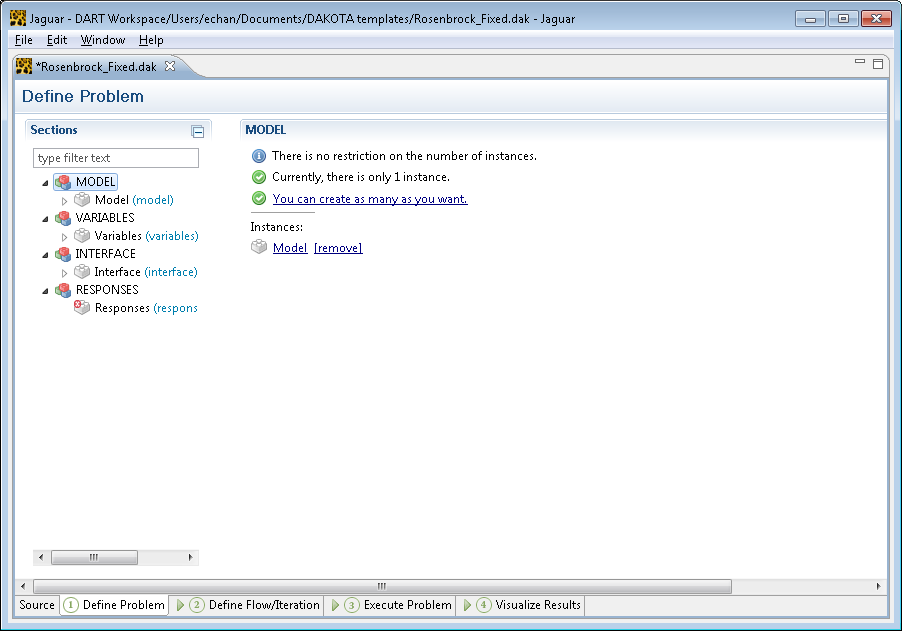 Jaguar - DART Workspace/Users/echan/Documents/DAKOTA templates/Rosenbrock_Fixed.dak - Jaguar
File Edit Window Help
*Rosenbrock_Fixed.dak
Define Problem
Sections
type filter text
MODEL
Model (model)
VARIABLES
Variables (variables)
INTERFACE
Interface (interface)
RESPONSES
Responses (respons
MODEL
There is no restriction on the number of instances.
Currently, there is only 1 instance.
You can create as many as you want.
Instances:
Model [remove]
Source 1 Define Problem 2 Define Flow/Iteration 3 Execute Problem 4 Visualize Results